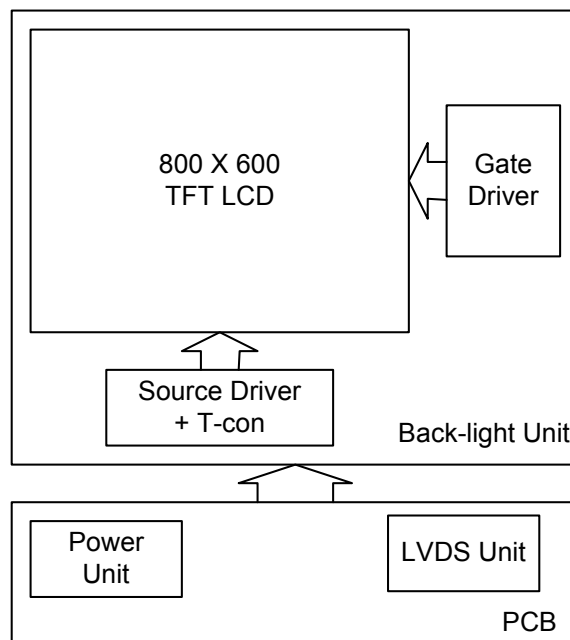 800 X 600
TFT LCD
Gate
Driver
Source Driver
+ T-con
Back-light Unit
Power
Unit
LVDS Unit
PCB